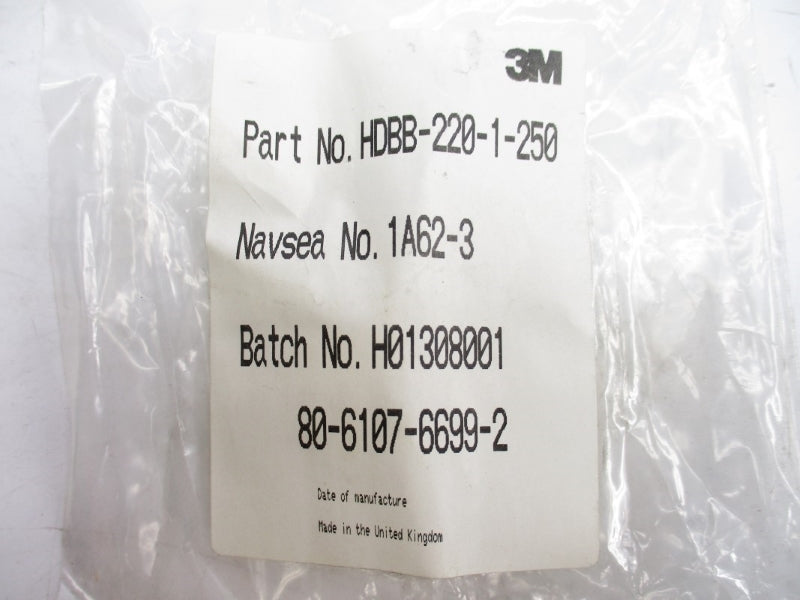 3M
Part No. HDBB-220-1-250
Navsea No. 1A62-3
Batch No. H01308001
80-6107-6699-2
Date of manufacture
Made in the United Kingdom